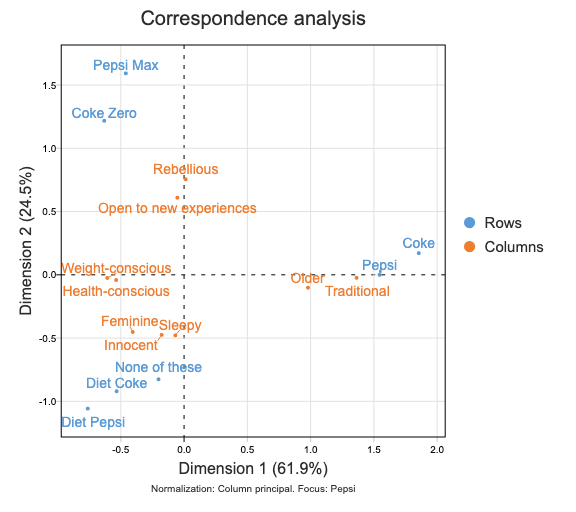 Correspondence analysis
Pepsi Max
1.5
Coke Zero
1.0
Rebellious
0.5
Open to new experiences
Rows
Coke
Columns
Pepsi
Weight-conscious
0.0
Older
Health-conscious
Traditional
Feminine
Sleepy
-0.5
Innocent
None of these
Diet Coke
-1.0
Diet Pepsi
Dimension 2 (24.5%)
-0.5 0.0 0.5 1.0 1.5 2.0
Dimension 1 (61.9%)
Normalization: Column principal. Focus: Pepsi